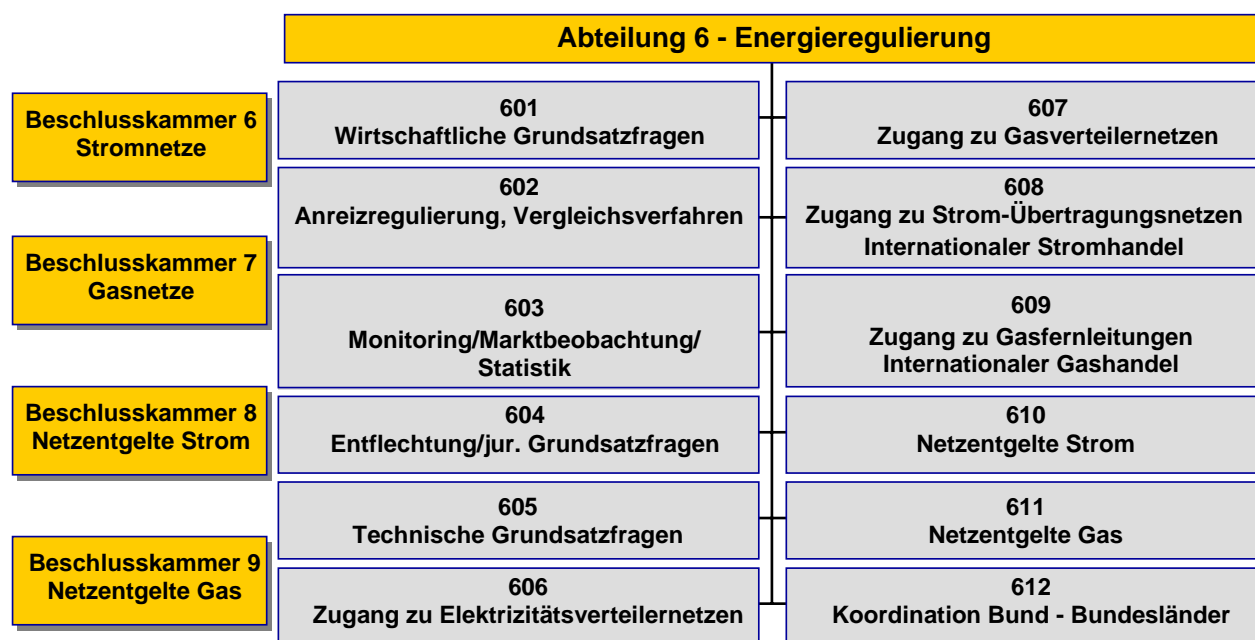 Abteilung 6 - Energieregulierung
Beschlusskammer 6
Stromnetze
Beschlusskammer 7
Gasnetze
Beschlusskammer 8
Netzentgelte Strom
Beschlusskammer 9
Netzentgelte Gas
601
Wirtschaftliche Grundsatzfragen
602
Anreizregulierung, Vergleichsverfahren
603
Monitoring/Marktbeobachtung/
Statistik
604
Entflechtung/jur. Grundsatzfragen
605
Technische Grundsatzfragen
606
Zugang zu Elektrizitätsverteilernetzen
607
Zugang zu Gasverteilernetzen
608
Zugang zu Strom-Übertragungsnetzen
Internationaler Stromhandel
609
Zugang zu Gasfernleitungen
Internationaler Gashandel
610
Netzentgelte Strom
611
Netzentgelte Gas
612
Koordination Bund - Bundesländer